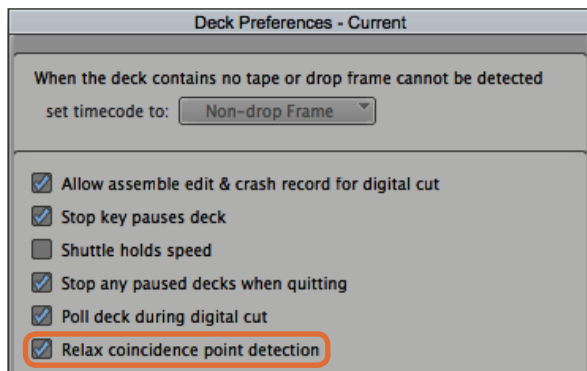 Deck Preferences - Current
When the deck contains no tape or drop frame cannot be detected
set timecode to: Non-drop Frame
Allow assemble edit & crash record for digital cut
Stop key pauses deck
Shuttle holds speed
Stop any paused decks when quitting
Poll deck during digital cut
Relax coincidence point detection